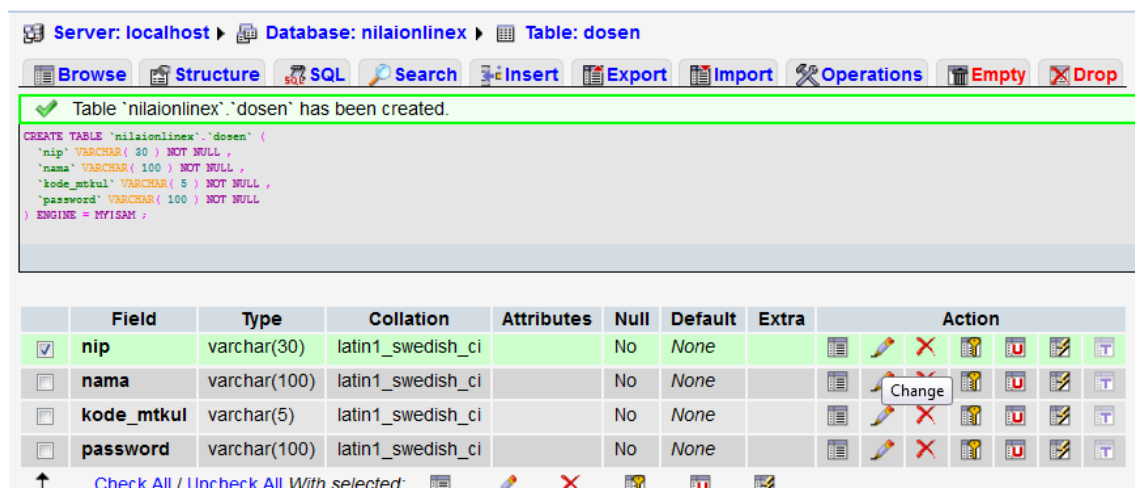 Server: localhost Database: nilaionlinex Table: dosen
Browse Structure SQL Search Insert Export Import Operations Empty Drop
Table `nilaionlinex`.`dosen` has been created.
CREATE TABLE `nilaionlinex`.`dosen` (
`nip` VARCHAR( 30 ) NOT NULL ,
`nama` VARCHAR( 100 ) NOT NULL ,
`kode_mtkul` VARCHAR( 5 ) NOT NULL ,
`password` VARCHAR( 100 ) NOT NULL
) ENGINE = MYISAM ;
Field Type Collation Attributes Null Default Extra Action
nip varchar(30) latin1_swedish_ci No None
nama varchar(100) latin1_swedish_ci No None
Change
kode_mtkul varchar(5) latin1_swedish_ci No None
password varchar(100) latin1_swedish_ci No None
Check All / Uncheck All With selected: